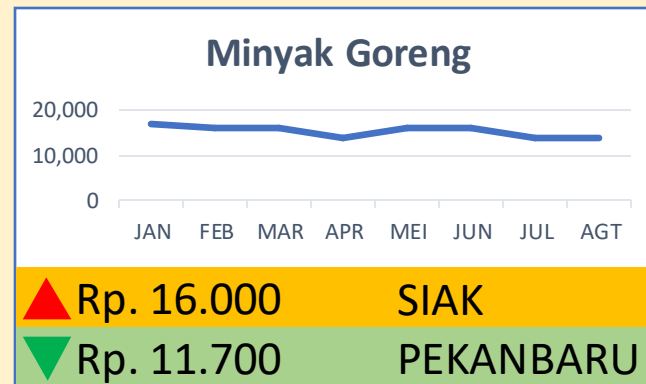 Minyak Goreng
20,000
10,000
0
JAN FEB MAR APR MEI JUN JUL AGT
Rp. 16.000 SIAK
Rp. 11.700 PEKANBARU